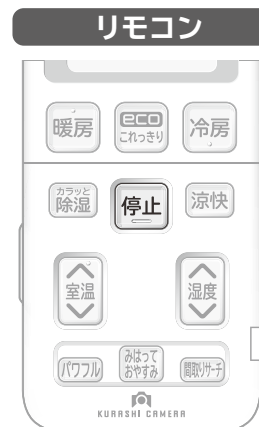 リモコン
暖房
eco
これっきり
冷房
カラッと
除湿
停止
涼快
室温
湿度
パワフル
みはって
おやすみ
間取りサーチ
KURASHI CAMERA